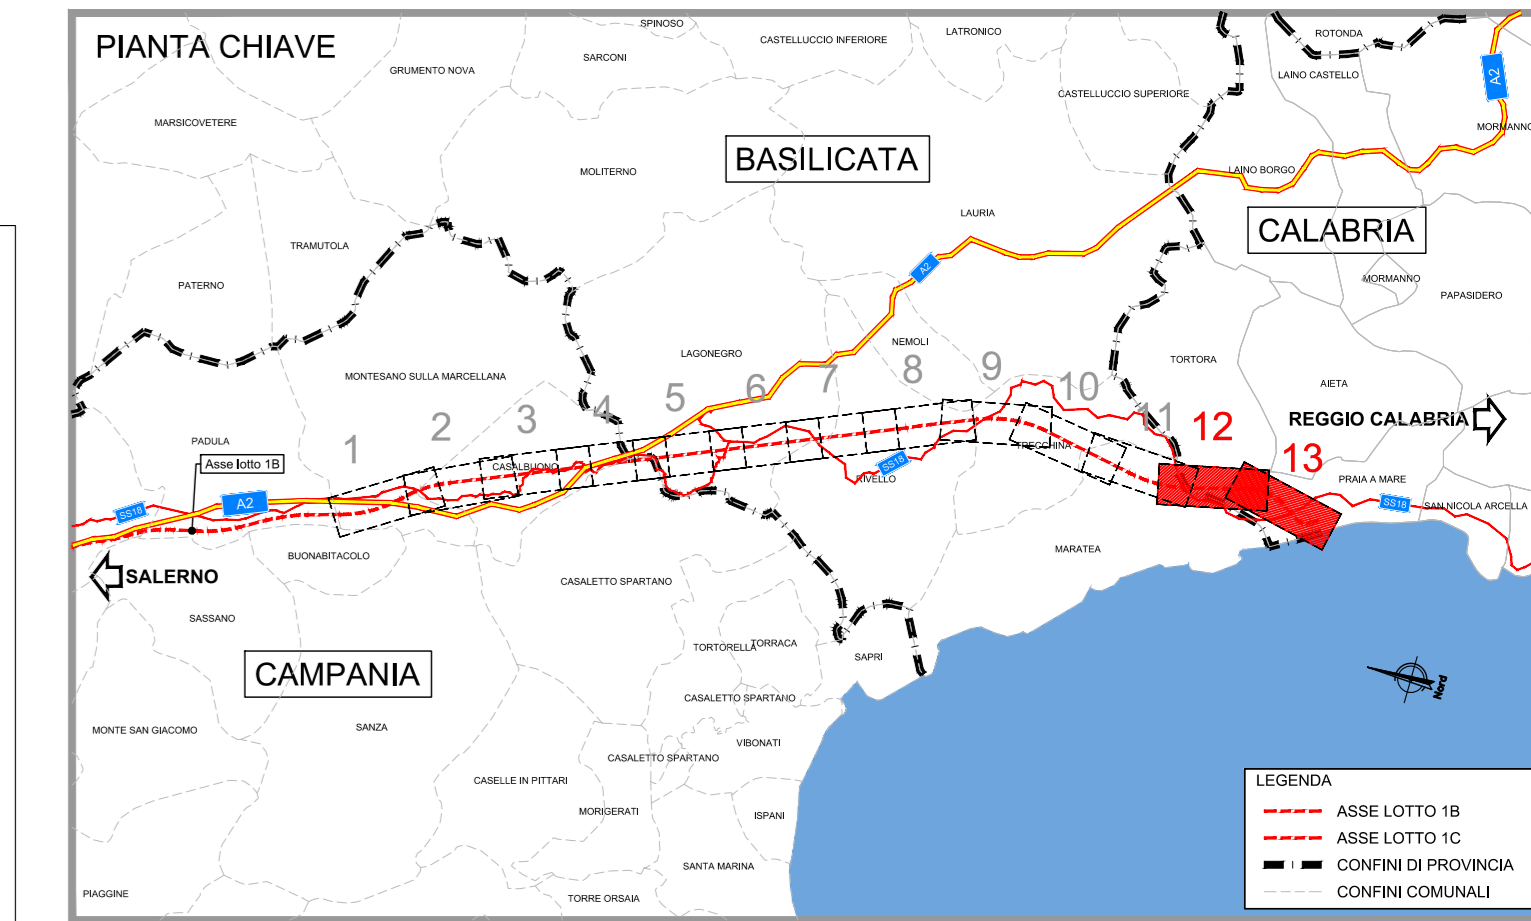 PIANTA CHIAVE
SPINOSO
CASTELLUCCIO INFERIORE
LATRONICO
ROTONDA
SARCONI
GRUMENTO NOVA
LAINO CASTELLO
A2
CASTELLUCCIO SUPERIORE
MARSICOVETERE
MORMANNO
BASILICATA
MOLITERNO
LAINO BORGO
LAURIA
CALABRIA
TRAMUTOLA
A2
MORMANNO
PATERNO
PAPASIDERO
NEMOLI
LAGONEGRO
TORTORA
MONTESANO SULLA MARCELLANA
AIETA
1
2
3
4
5
6
7
8
9
10
11
12
13
REGGIO CALABRIA
PADULA
Asse lotto 1B
CASALBUONO
TRECCHINA
SS18
RIVELLO
PRAIA A MARE
SS18
SAN NICOLA ARCELLA
SS18
A2
BUONABITACOLO
MARATEA
SALERNO
CASALETTO SPARTANO
SASSANO
TORTORELLA
TORRACA
SAPRI
CAMPANIA
CASALETTO SPARTANO
Nord
MONTE SAN GIACOMO
SANZA
VIBONATI
CASALETTO SPARTANO
CASELLE IN PITTARI
MORIGERATI
ISPANI
SANTA MARINA
PIAGGINE
TORRE ORSAIA
LEGENDA
ASSE LOTTO 1B
ASSE LOTTO 1C
CONFINI DI PROVINCIA
CONFINI COMUNALI